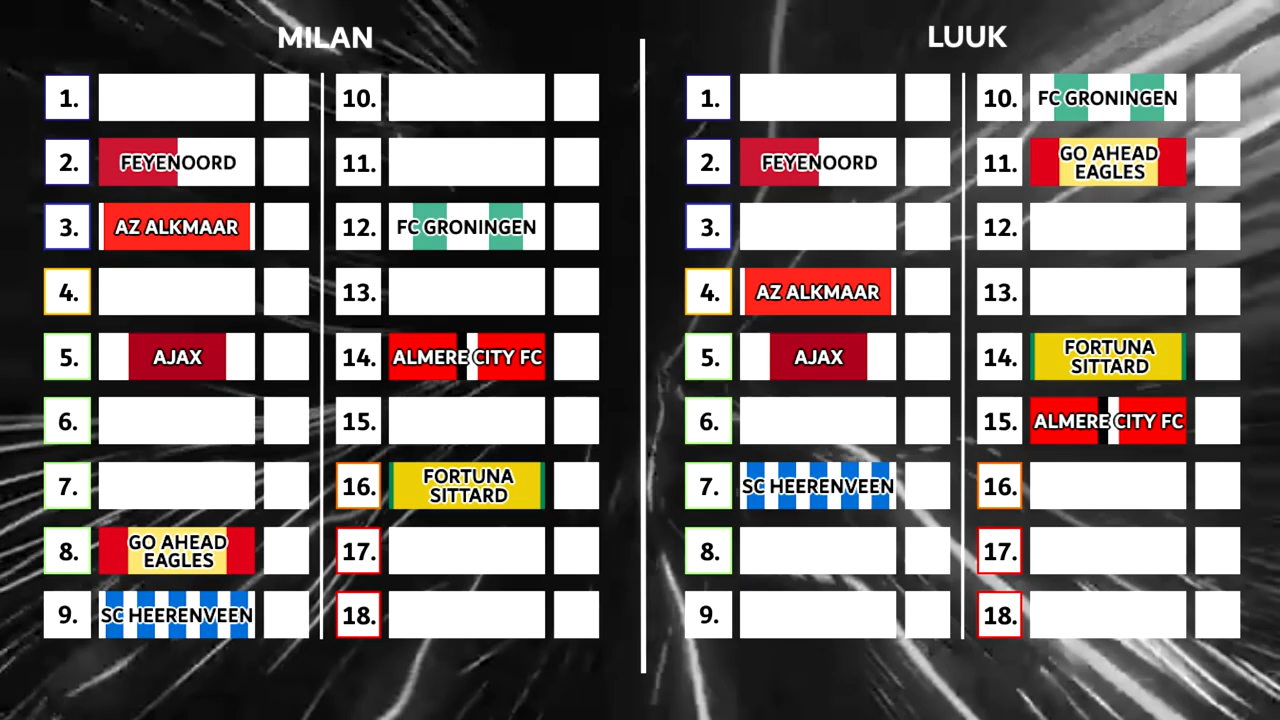 MILAN
1.
2. FEYENOORD
3. AZ ALKMAAR
4.
5. AJAX
6.
7.
8. GO AHEAD
EAGLES
9. SC HEERENVEEN
10.
11.
12. FC GRONINGEN
13.
14. ALMERE CITY FC
15.
16. FORTUNA
SITTARD
17.
18.
LUUK
1.
2. FEYENOORD
3.
4. AZ ALKMAAR
5. AJAX
6.
7. SC HEERENVEEN
8.
9.
10. FC GRONINGEN
11. GO AHEAD
EAGLES
12.
13.
14. FORTUNA
SITTARD
15. ALMERE CITY FC
16.
17.
18.